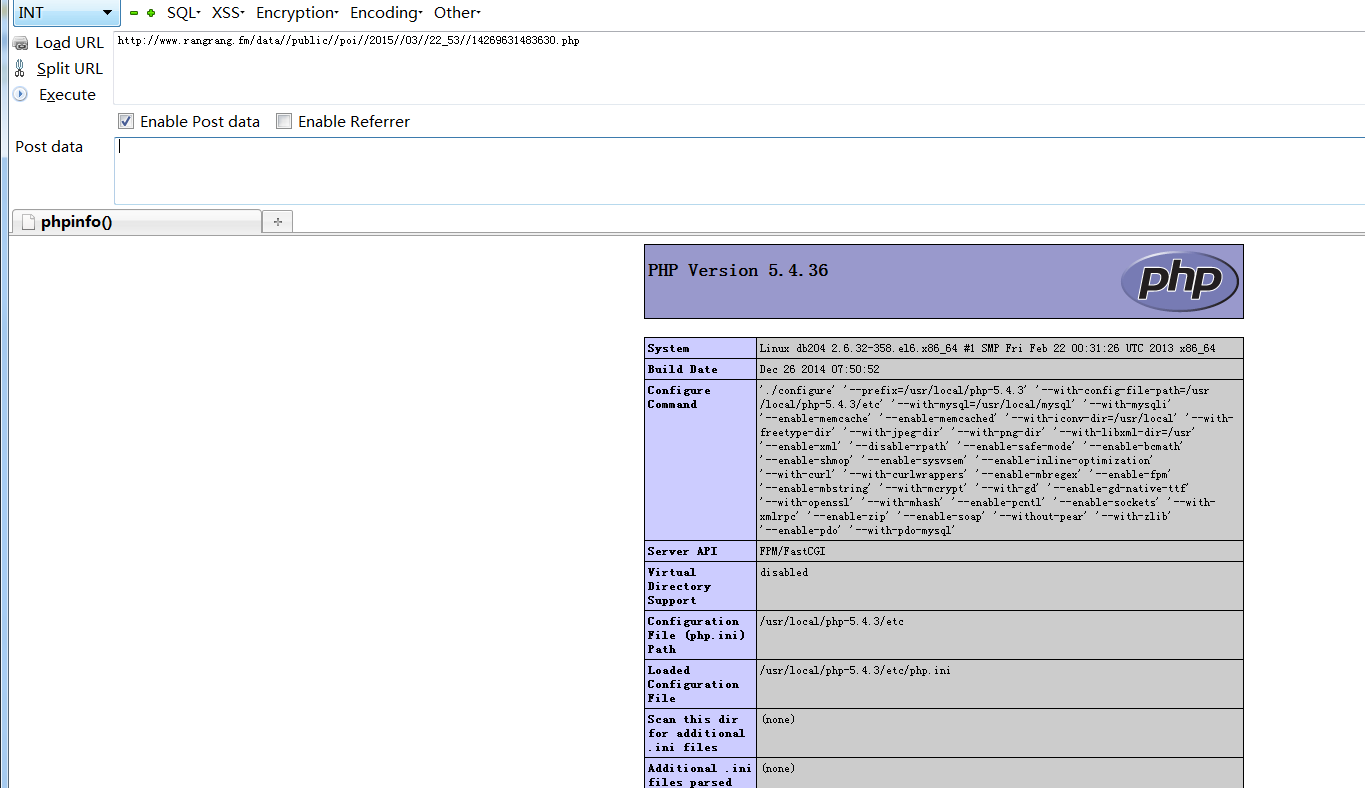 INT SQL XSS Encryption Encoding Other
Load URL http://www.rangrang.fm/data//public//poi//2015//03//22_53//14269631483630.php
Split URL
Execute
Enable Post data Enable Referrer
Post data
phpinfo()
PHP Version 5.4.36
php
System Linux db204 2.6.32-358.el6.x86_64 #1 SMP Fri Feb 22 00:31:26 UTC 2013 x86_64
Build Date Dec 26 2014 07:50:52
Configure
Command
'./configure' '--prefix=/usr/local/php-5.4.3' '--with-config-file-path=/usr
/local/php-5.4.3/etc' '--with-mysql=/usr/local/mysql' '--with-mysqli'
'--enable-memcache' '--enable-memcached' '--with-iconv-dir=/usr/local' '--with-
freetype-dir' '--with-jpeg-dir' '--with-png-dir' '--with-libxml-dir=/usr'
'--enable-xml' '--disable-rpath' '--enable-safe-mode' '--enable-bcmath'
'--enable-shmop' '--enable-sysvsem' '--enable-inline-optimization'
'--with-curl' '--with-curlwrappers' '--enable-mbregex' '--enable-fpm'
'--enable-mbstring' '--with-mcrypt' '--with-gd' '--enable-gd-native-ttf'
'--with-openssl' '--with-mhash' '--enable-pcntl' '--enable-sockets' '--with-
xmlrpc' '--enable-zip' '--enable-soap' '--without-pear' '--with-zlib'
'--enable-pdo' '--with-pdo-mysql'
Server API FPM/FastCGI
Virtual
Directory
Support
disabled
Configuration
File (php.ini)
Path
/usr/local/php-5.4.3/etc
Loaded
Configuration
File
/usr/local/php-5.4.3/etc/php.ini
Scan this dir
for additional
.ini files
(none)
Additional .ini
files parsed
(none)